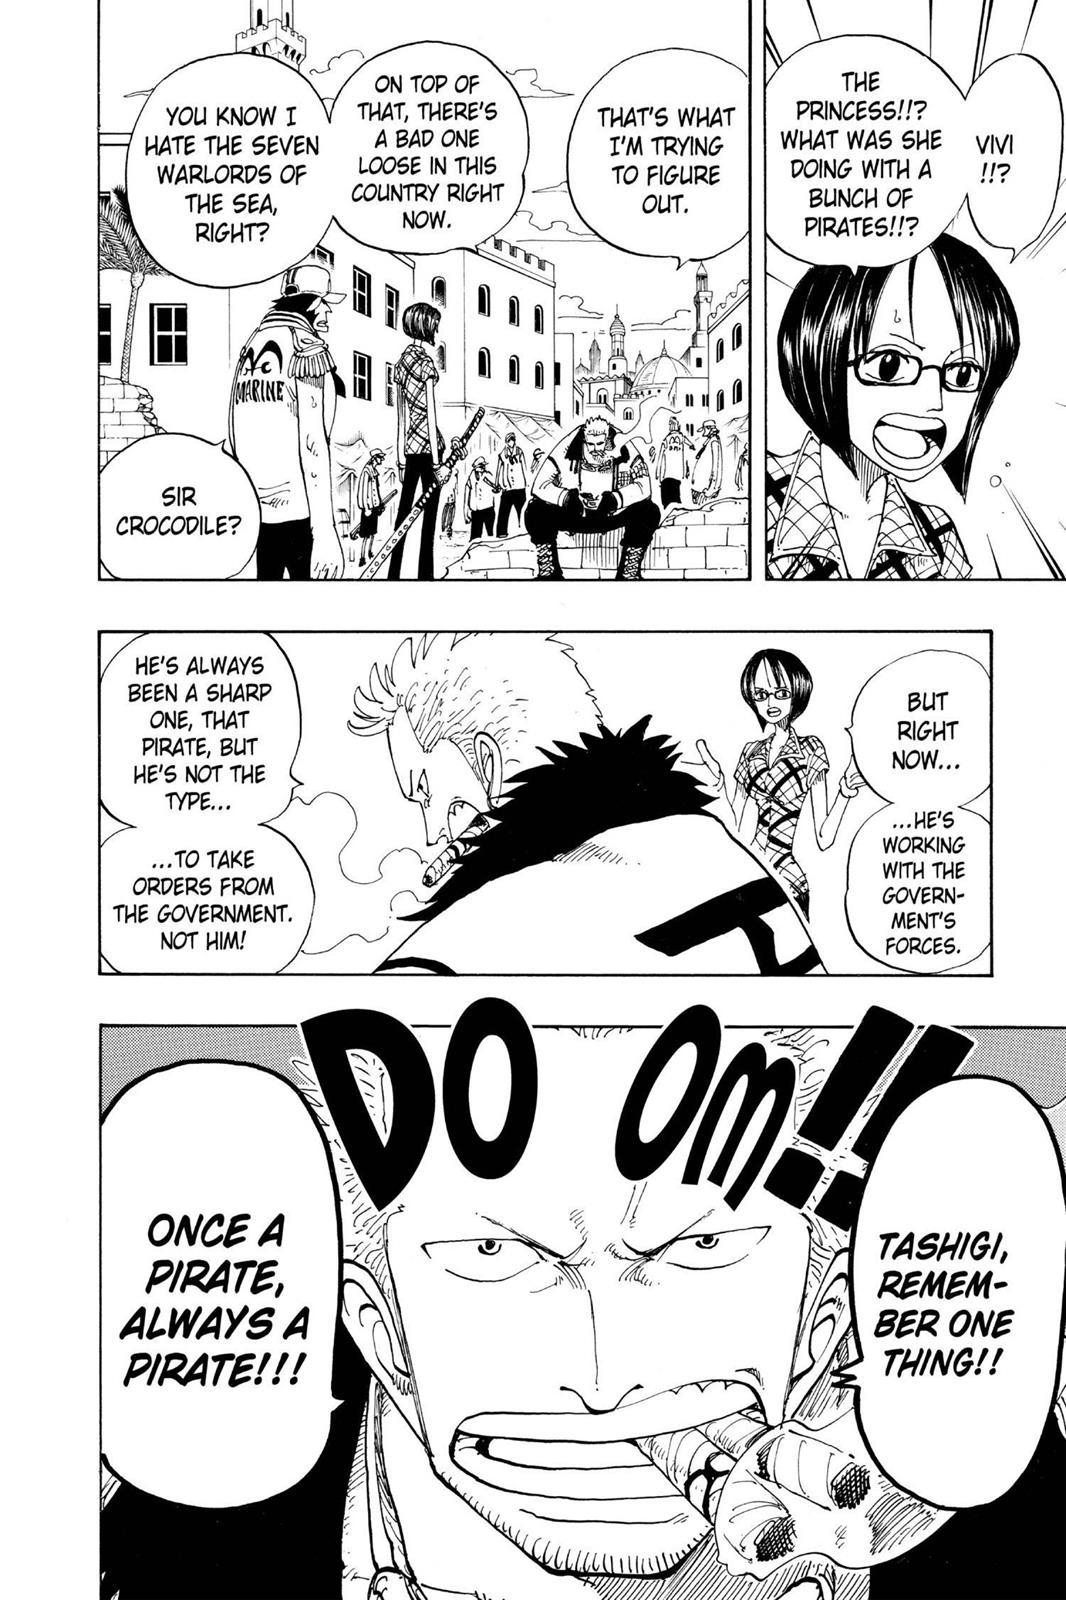 VIVI
!!?
THE
PRINCESS!!?
WHAT WAS SHE
DOING WITH A
BUNCH OF
PIRATES!!?
THAT'S WHAT
I'M TRYING
TO FIGURE
OUT.
ON TOP OF
THAT, THERE'S
A BAD ONE
LOOSE IN THIS
COUNTRY RIGHT
NOW.
YOU KNOW I
HATE THE SEVEN
WARLORDS OF
THE SEA,
RIGHT?
MARINE
SIR
CROCODILE?
BUT
RIGHT
NOW...
...HE'S
WORKING
WITH THE
GOVERN-
MENT'S
FORCES.
HE'S ALWAYS
BEEN A SHARP
ONE, THAT
PIRATE, BUT
HE'S NOT THE
TYPE...
...TO TAKE
ORDERS FROM
THE GOVERNMENT.
NOT HIM!
DOOM!!
TASHIGI,
REMEM-
BER ONE
THING!!
ONCE A
PIRATE,
ALWAYS A
PIRATE!!!